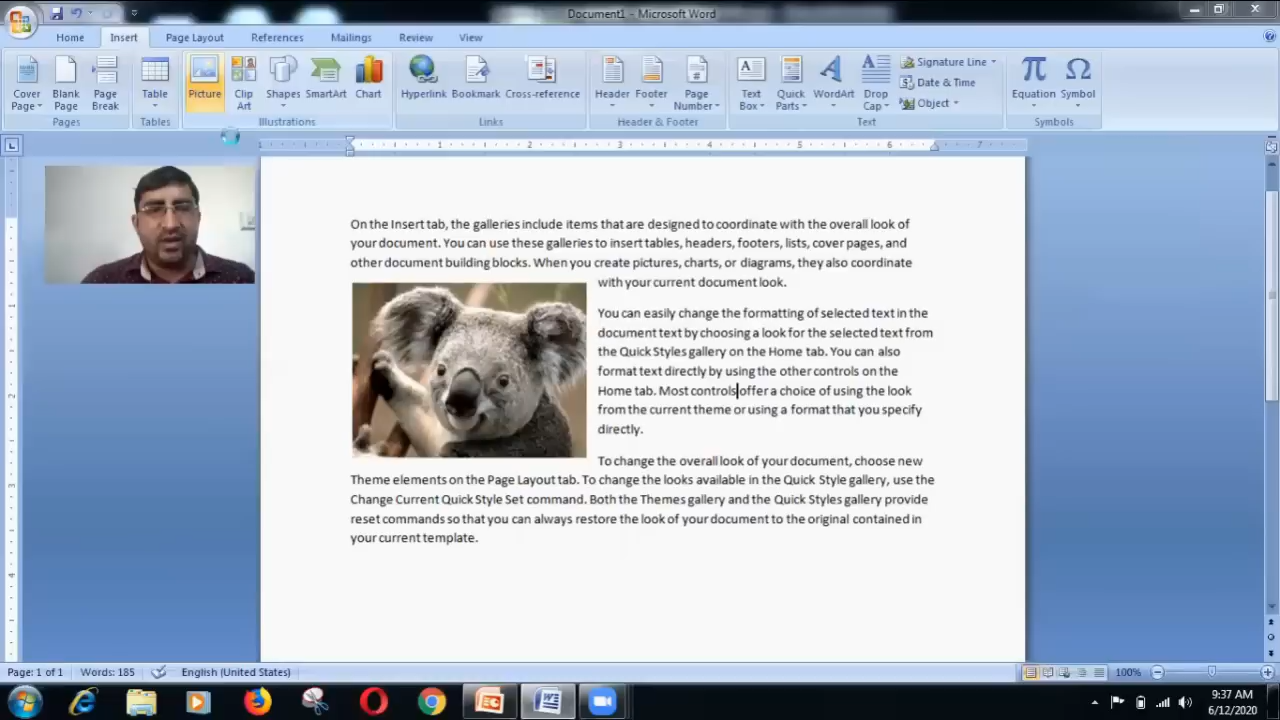 Document1 - Microsoft Word
Home Insert Page Layout References Mailings Review View
Cover Page
Blank Page
Page Break
Table
Picture
Clip Art
Shapes
SmartArt
Chart
Hyperlink
Bookmark
Cross-reference
Header
Footer
Page Number
Text Box
Quick Parts
WordArt
Drop Cap
Signature Line
Date & Time
Object
Equation
Symbol
Pages Tables Illustrations Links Header & Footer Text Symbols
1 1 2 3 4 5 6 7
On the Insert tab, the galleries include items that are designed to coordinate with the overall look of
your document. You can use these galleries to insert tables, headers, footers, lists, cover pages, and
other document building blocks. When you create pictures, charts, or diagrams, they also coordinate
with your current document look.
You can easily change the formatting of selected text in the
document text by choosing a look for the selected text from
the Quick Styles gallery on the Home tab. You can also
format text directly by using the other controls on the
Home tab. Most controls offer a choice of using the look
from the current theme or using a format that you specify
directly.
To change the overall look of your document, choose new
Theme elements on the Page Layout tab. To change the looks available in the Quick Style gallery, use the
Change Current Quick Style Set command. Both the Themes gallery and the Quick Styles gallery provide
reset commands so that you can always restore the look of your document to the original contained in
your current template.
1
2
3
4
Page: 1 of 1 Words: 185 English (United States) 100%
9:37 AM
6/12/2020